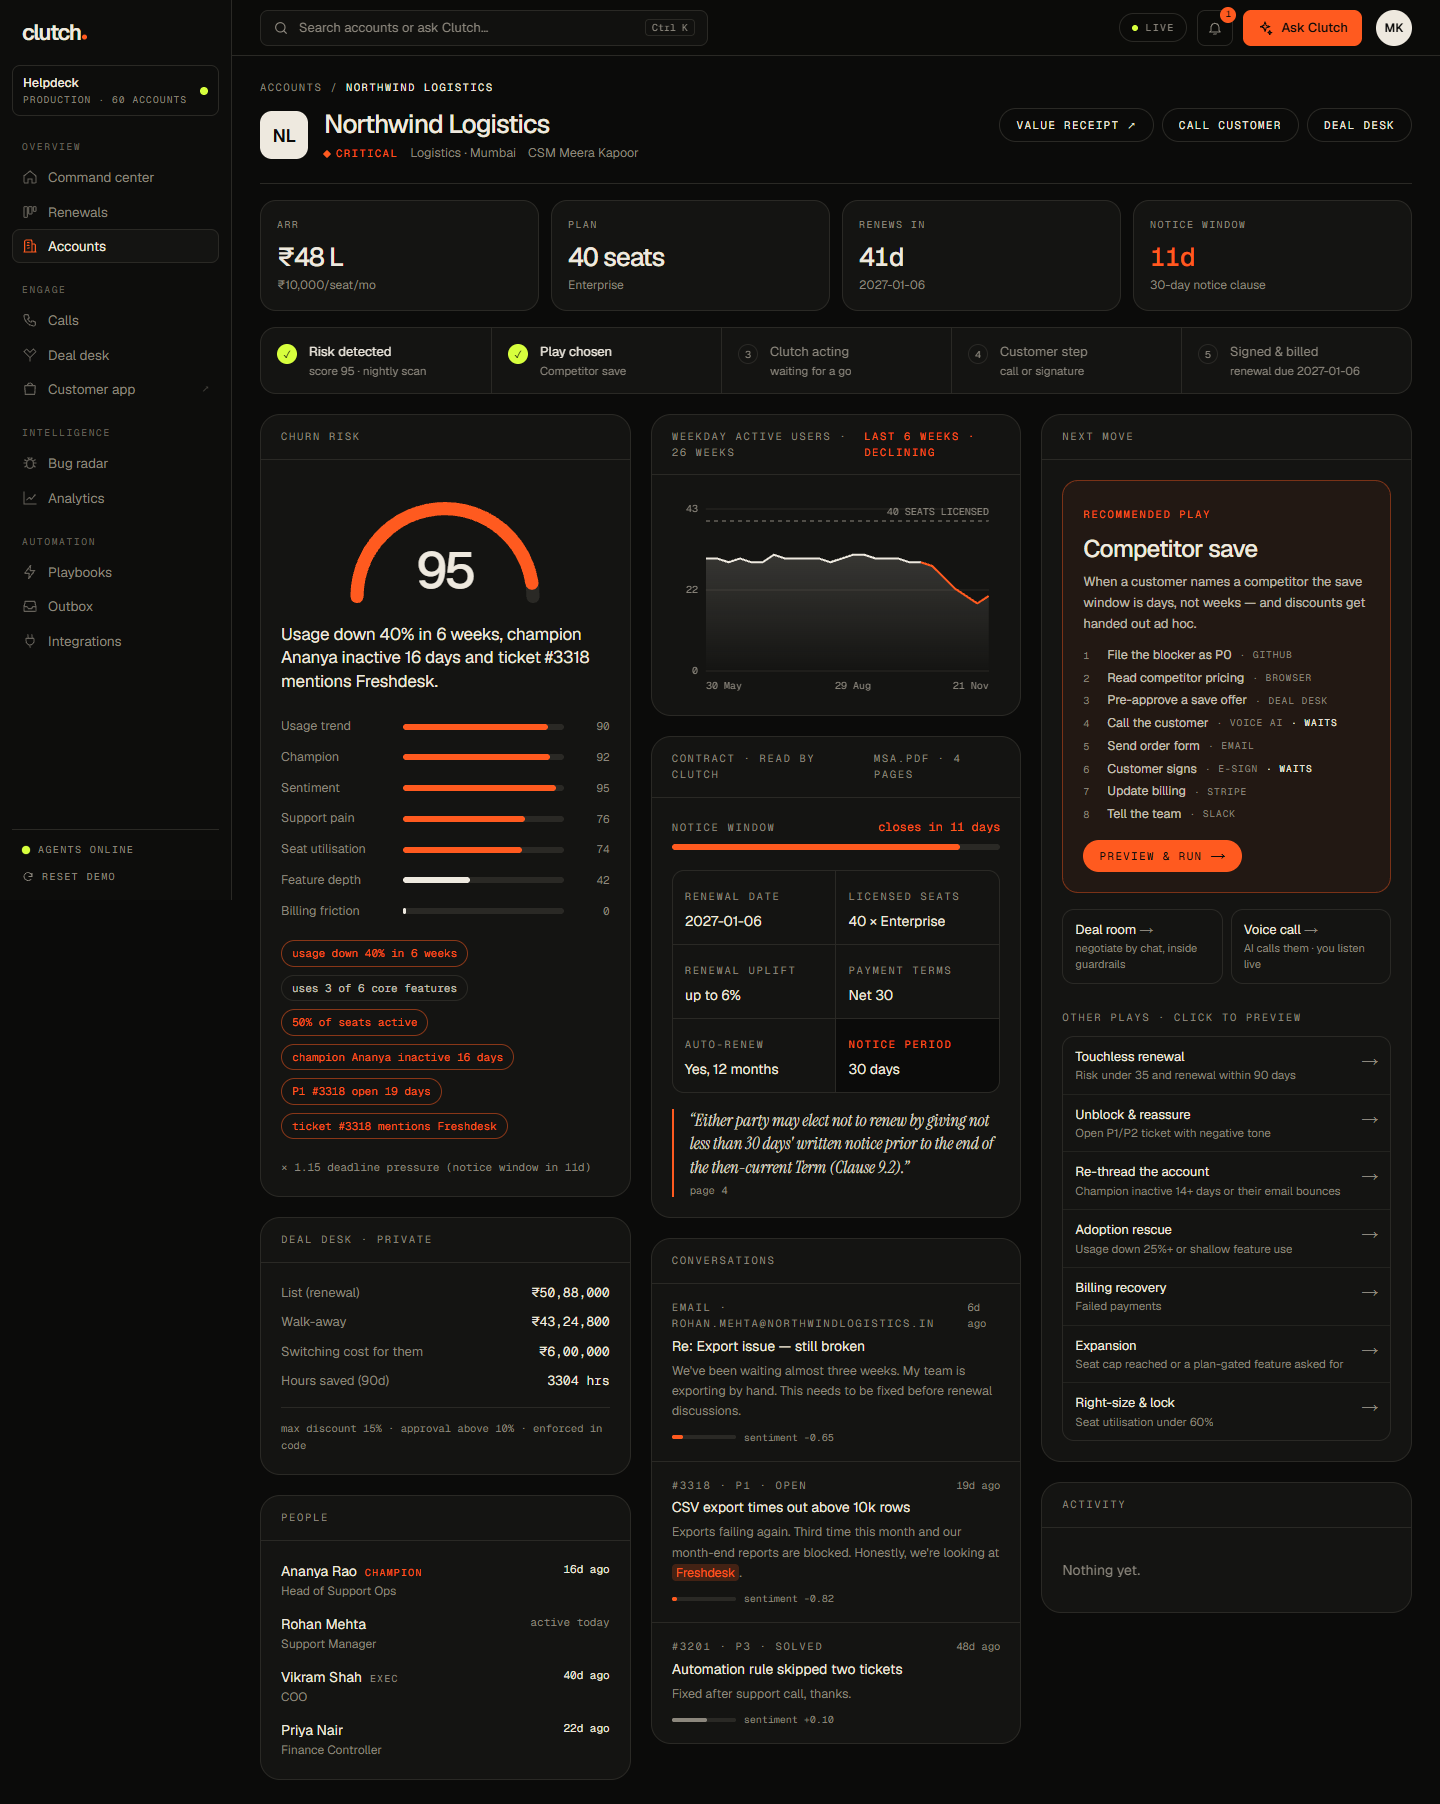 clutch.
Search accounts or ask Clutch...
Ctrl K
LIVE
1
Ask Clutch
MK
Helpdeck
PRODUCTION · 60 ACCOUNTS
OVERVIEW
Command center
Renewals
Accounts
ENGAGE
Calls
Deal desk
Customer app ↗
INTELLIGENCE
Bug radar
Analytics
AUTOMATION
Playbooks
Outbox
Integrations
AGENTS ONLINE
RESET DEMO
ACCOUNTS / NORTHWIND LOGISTICS
NL
Northwind Logistics
◆ CRITICAL Logistics · Mumbai CSM Meera Kapoor
VALUE RECEIPT ↗
CALL CUSTOMER
DEAL DESK
ARR
₹48 L
₹10,000/seat/mo
PLAN
40 seats
Enterprise
RENEWS IN
41d
2027-01-06
NOTICE WINDOW
11d
30-day notice clause
✓ Risk detected
score 95 · nightly scan
✓ Play chosen
Competitor save
3 Clutch acting
waiting for a go
4 Customer step
call or signature
5 Signed & billed
renewal due 2027-01-06
CHURN RISK
95
Usage down 40% in 6 weeks, champion
Ananya inactive 16 days and ticket #3318
mentions Freshdesk.
Usage trend 90
Champion 92
Sentiment 95
Support pain 76
Seat utilisation 74
Feature depth 42
Billing friction 0
usage down 40% in 6 weeks
uses 3 of 6 core features
50% of seats active
champion Ananya inactive 16 days
P1 #3318 open 19 days
ticket #3318 mentions Freshdesk
× 1.15 deadline pressure (notice window in 11d)
DEAL DESK · PRIVATE
List (renewal) ₹50,88,000
Walk-away ₹43,24,800
Switching cost for them ₹6,00,000
Hours saved (90d) 3304 hrs
max discount 15% · approval above 10% · enforced in
code
PEOPLE
Ananya Rao CHAMPION 16d ago
Head of Support Ops
Rohan Mehta active today
Support Manager
Vikram Shah EXEC 40d ago
COO
Priya Nair 22d ago
Finance Controller
WEEKDAY ACTIVE USERS ·
26 WEEKS
LAST 6 WEEKS ·
DECLINING
43
40 SEATS LICENSED
22
0
30 May 29 Aug 21 Nov
CONTRACT · READ BY
CLUTCH
MSA.PDF · 4
PAGES
NOTICE WINDOW closes in 11 days
RENEWAL DATE
2027-01-06
LICENSED SEATS
40 × Enterprise
RENEWAL UPLIFT
up to 6%
PAYMENT TERMS
Net 30
AUTO-RENEW
Yes, 12 months
NOTICE PERIOD
30 days
“Either party may elect not to renew by giving not
less than 30 days' written notice prior to the end of
the then-current Term (Clause 9.2).”
page 4
CONVERSATIONS
EMAIL ·
ROHAN.MEHTA@NORTHWINDLOGISTICS.IN
6d
ago
Re: Export issue — still broken
We've been waiting almost three weeks. My team is
exporting by hand. This needs to be fixed before renewal
discussions.
sentiment -0.65
#3318 · P1 · OPEN 19d ago
CSV export times out above 10k rows
Exports failing again. Third time this month and our
month-end reports are blocked. Honestly, we're looking at
Freshdesk.
sentiment -0.82
#3201 · P3 · SOLVED 48d ago
Automation rule skipped two tickets
Fixed after support call, thanks.
sentiment +0.10
NEXT MOVE
RECOMMENDED PLAY
Competitor save
When a customer names a competitor the save
window is days, not weeks — and discounts get
handed out ad hoc.
1 File the blocker as P0 · GITHUB
2 Read competitor pricing · BROWSER
3 Pre-approve a save offer · DEAL DESK
4 Call the customer · VOICE AI · WAITS
5 Send order form · EMAIL
6 Customer signs · E-SIGN · WAITS
7 Update billing · STRIPE
8 Tell the team · SLACK
PREVIEW & RUN →
Deal room →
negotiate by chat, inside
guardrails
Voice call →
AI calls them · you listen
live
OTHER PLAYS · CLICK TO PREVIEW
Touchless renewal →
Risk under 35 and renewal within 90 days
Unblock & reassure →
Open P1/P2 ticket with negative tone
Re-thread the account →
Champion inactive 14+ days or their email bounces
Adoption rescue →
Usage down 25%+ or shallow feature use
Billing recovery →
Failed payments
Expansion →
Seat cap reached or a plan-gated feature asked for
Right-size & lock →
Seat utilisation under 60%
ACTIVITY
Nothing yet.